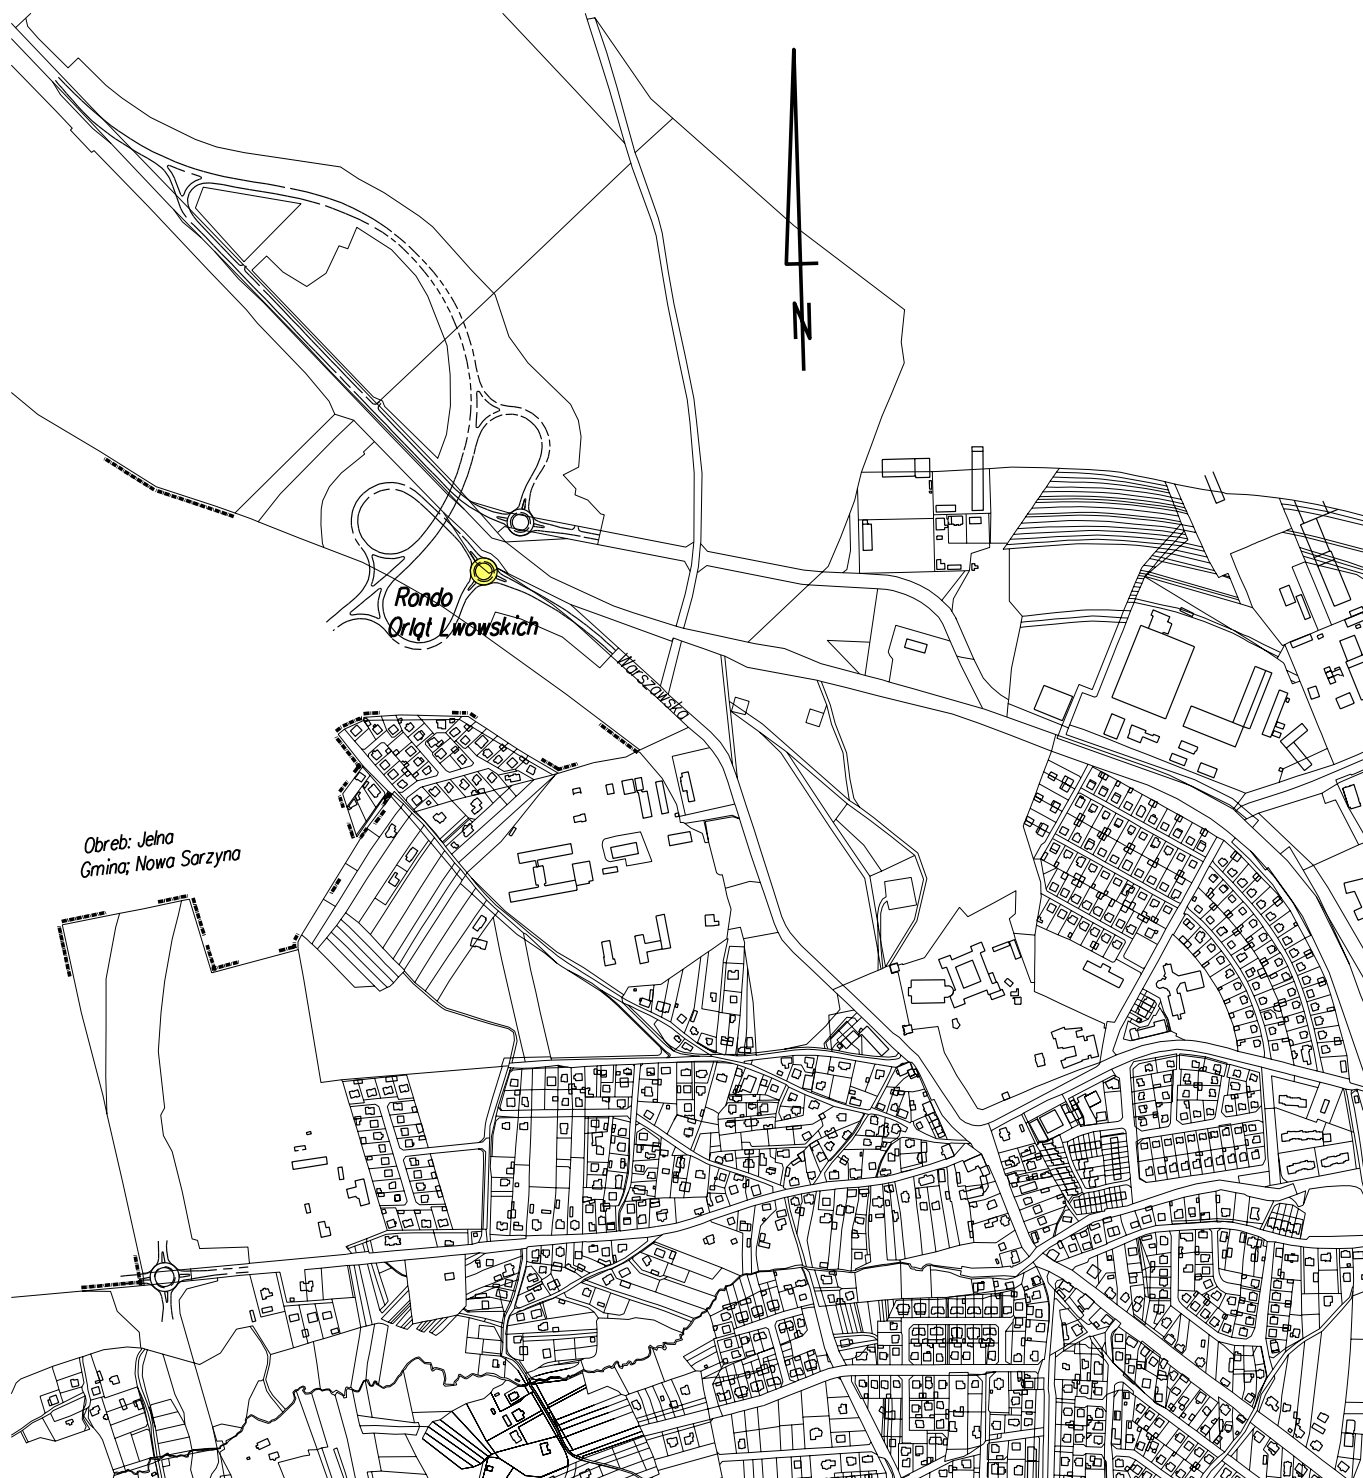 N
Rondo
Orląt Lwowskich
Warszawska
Obreb: Jelna
Gmina; Nowa Sarzyna